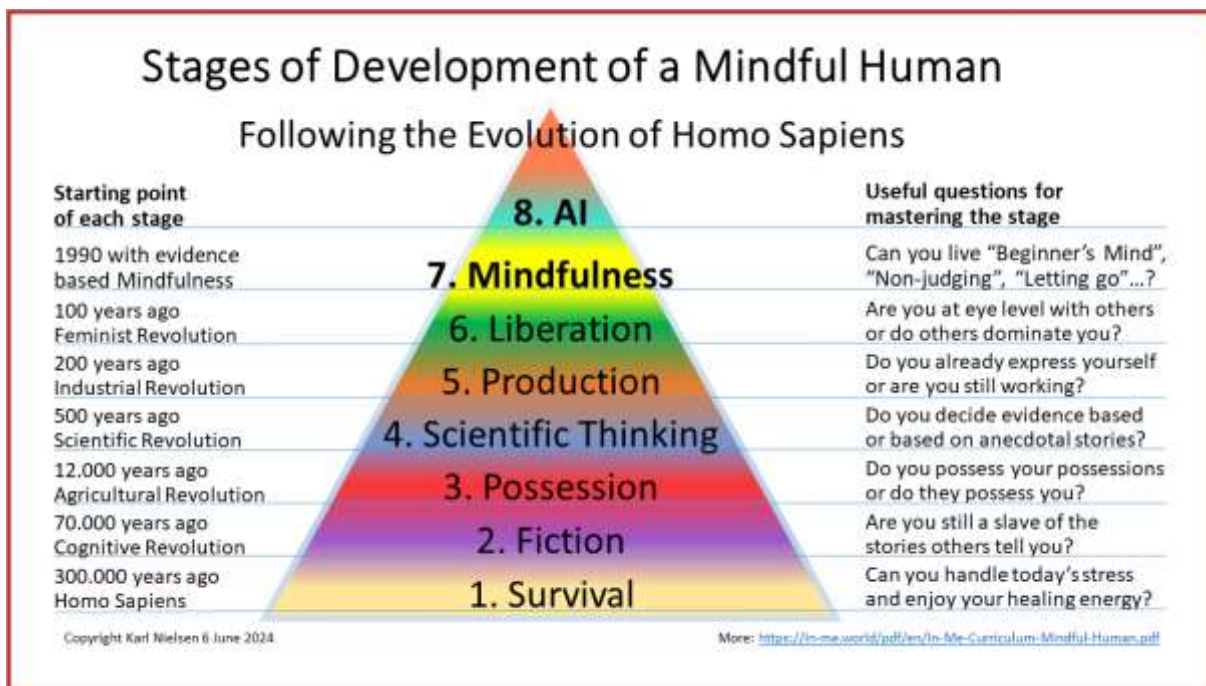 Stages of Development of a Mindful Human
Following the Evolution of Homo Sapiens
Starting point
of each stage
Useful questions for
mastering the stage
8. AI
1990 with evidence
based Mindfulness
7. Mindfulness
Can you live “Beginner’s Mind”,
“Non-judging”, “Letting go”...?
100 years ago
Feminist Revolution
6. Liberation
Are you at eye level with others
or do others dominate you?
200 years ago
Industrial Revolution
5. Production
Do you already express yourself
or are you still working?
500 years ago
Scientific Revolution
4. Scientific Thinking
Do you decide evidence based
or based on anecdotal stories?
12.000 years ago
Agricultural Revolution
3. Possession
Do you possess your possessions
or do they possess you?
70.000 years ago
Cognitive Revolution
2. Fiction
Are you still a slave of the
stories others tell you?
300.000 years ago
Homo Sapiens
1. Survival
Can you handle today’s stress
and enjoy your healing energy?
Copyright Karl Nielsen 6 June 2024
More: https://in-me.world/pdf/en/In-Me-Curriculum-Mindful-Human.pdf